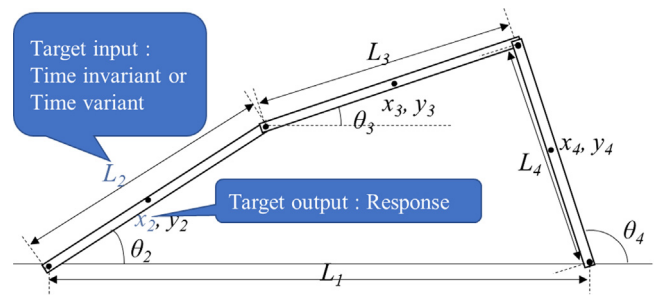 Target input :
Time invariant or
Time variant
L2
L3
θ3
x3, y3
x4, y4
L4
x2, y2
Target output : Response
θ2
θ4
L1